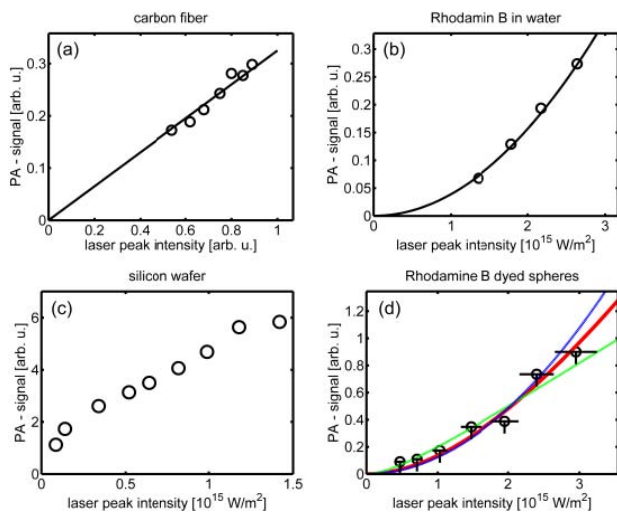 carbon fiber
(a)
PA - signal [arb. u.]
0.3
0.2
0.1
0
0 0.2 0.4 0.6 0.8 1
laser peak intensity [arb. u.]
Rhodamin B in water
(b)
PA - signal [arb. u.]
0.3
0.25
0.2
0.15
0.1
0.05
0
0 1 2 3
laser peak intensity [10¹⁵ W/m²]
silicon wafer
(c)
PA - signal [arb. u.]
6
4
2
0
0 0.5 1 1.5
laser peak intensity [10¹⁵ W/m²]
Rhodamine B dyed spheres
(d)
PA - signal [arb. u.]
1.2
1
0.8
0.6
0.4
0.2
0
0 1 2 3
laser peak intensity [10¹⁵ W/m²]